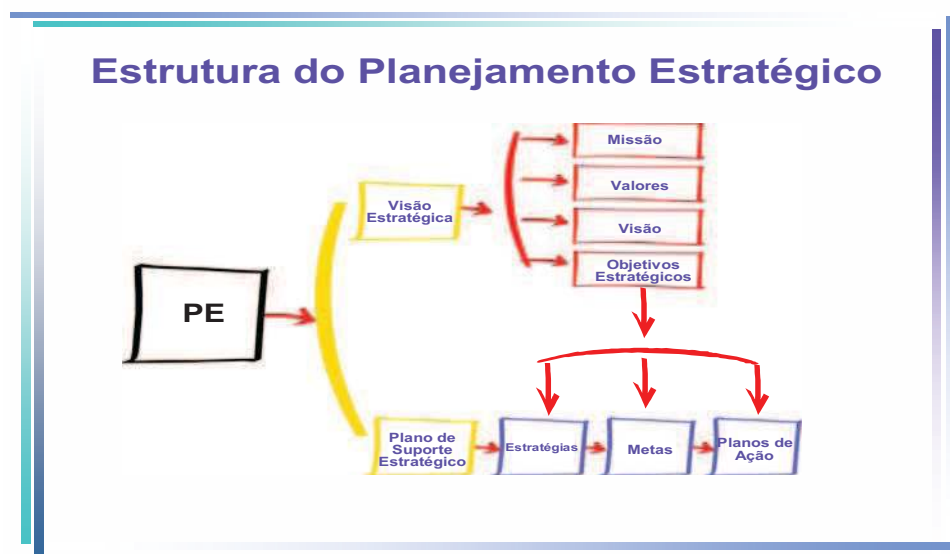 Estrutura do Planejamento Estratégico
Missão
Valores
Visão
Estratégica
Visão
Objetivos
Estratégicos
PE
Plano de
Suporte
Estratégico
Estratégias
Metas
Planos de
Ação